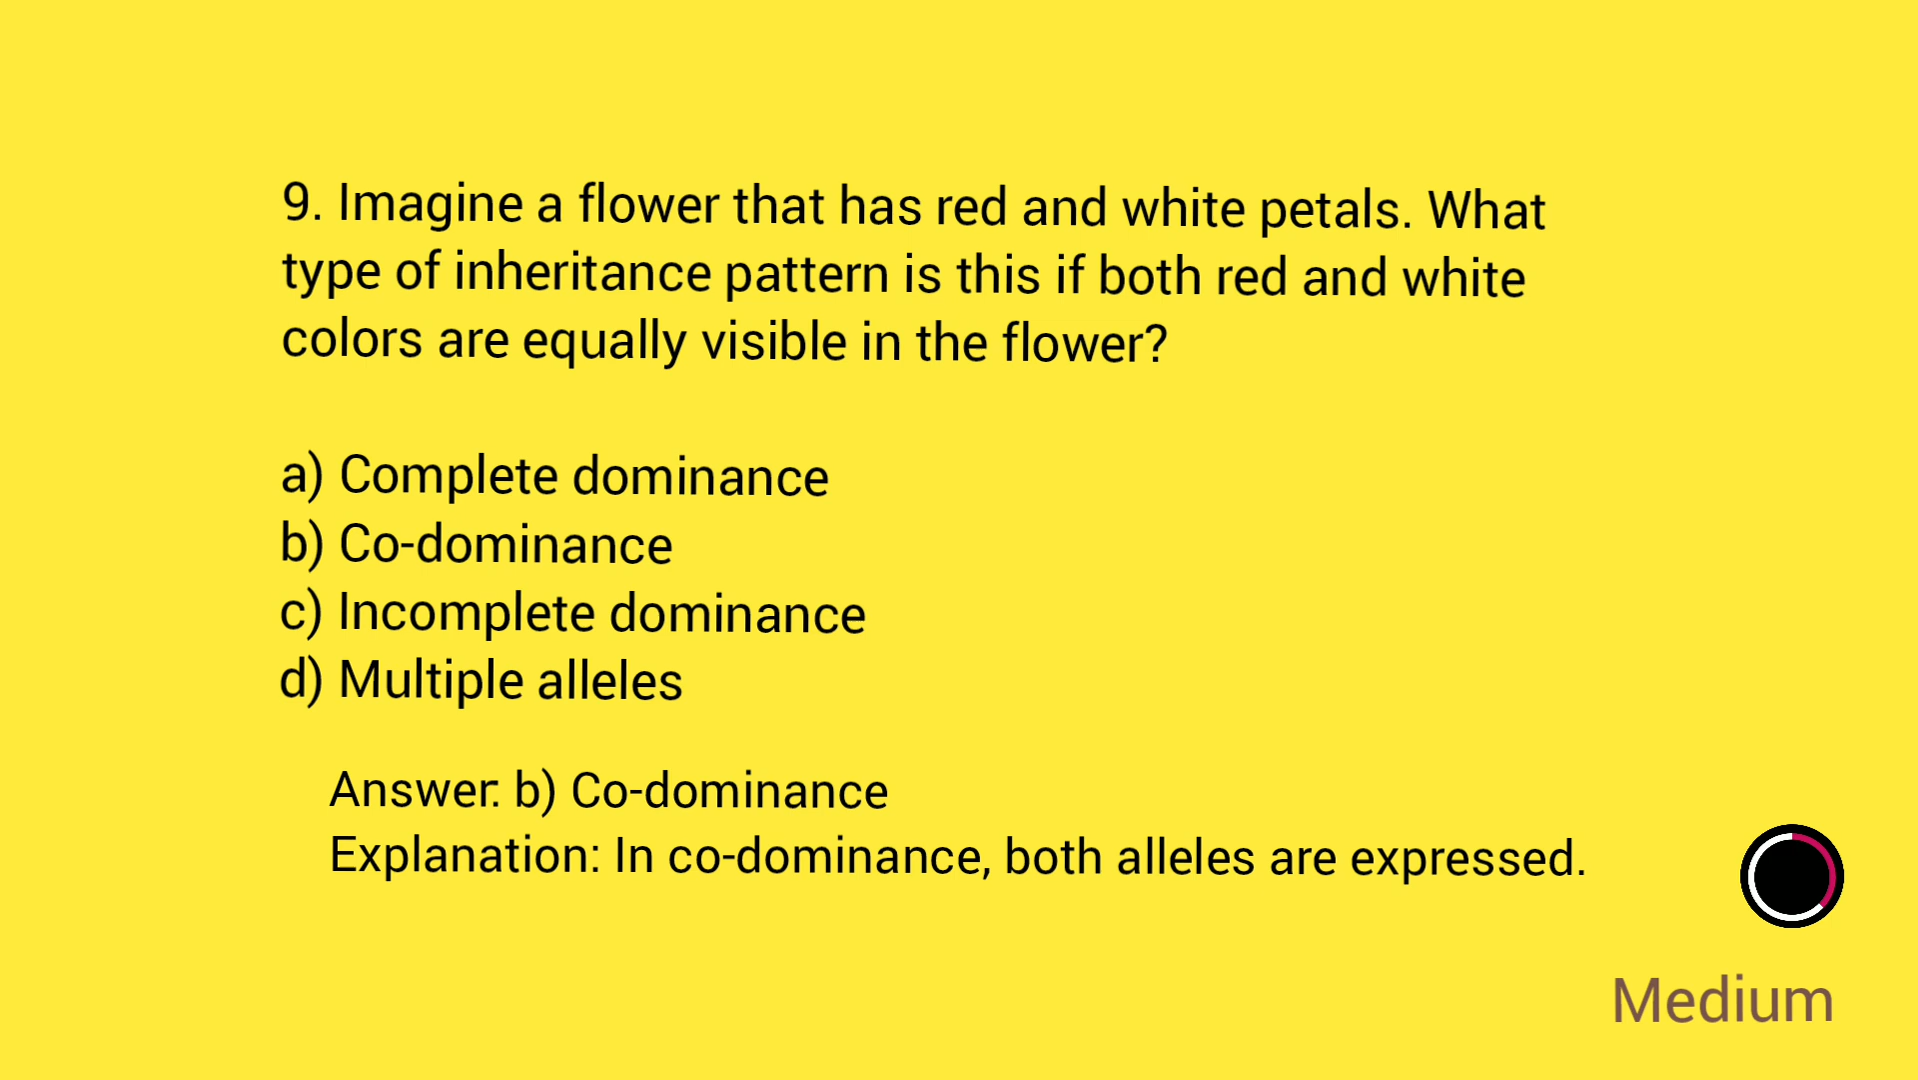 9. Imagine a flower that has red and white petals. What
type of inheritance pattern is this if both red and white
colors are equally visible in the flower?
a) Complete dominance
b) Co-dominance
c) Incomplete dominance
d) Multiple alleles
Answer: b) Co-dominance
Explanation: In co-dominance, both alleles are expressed.
Medium